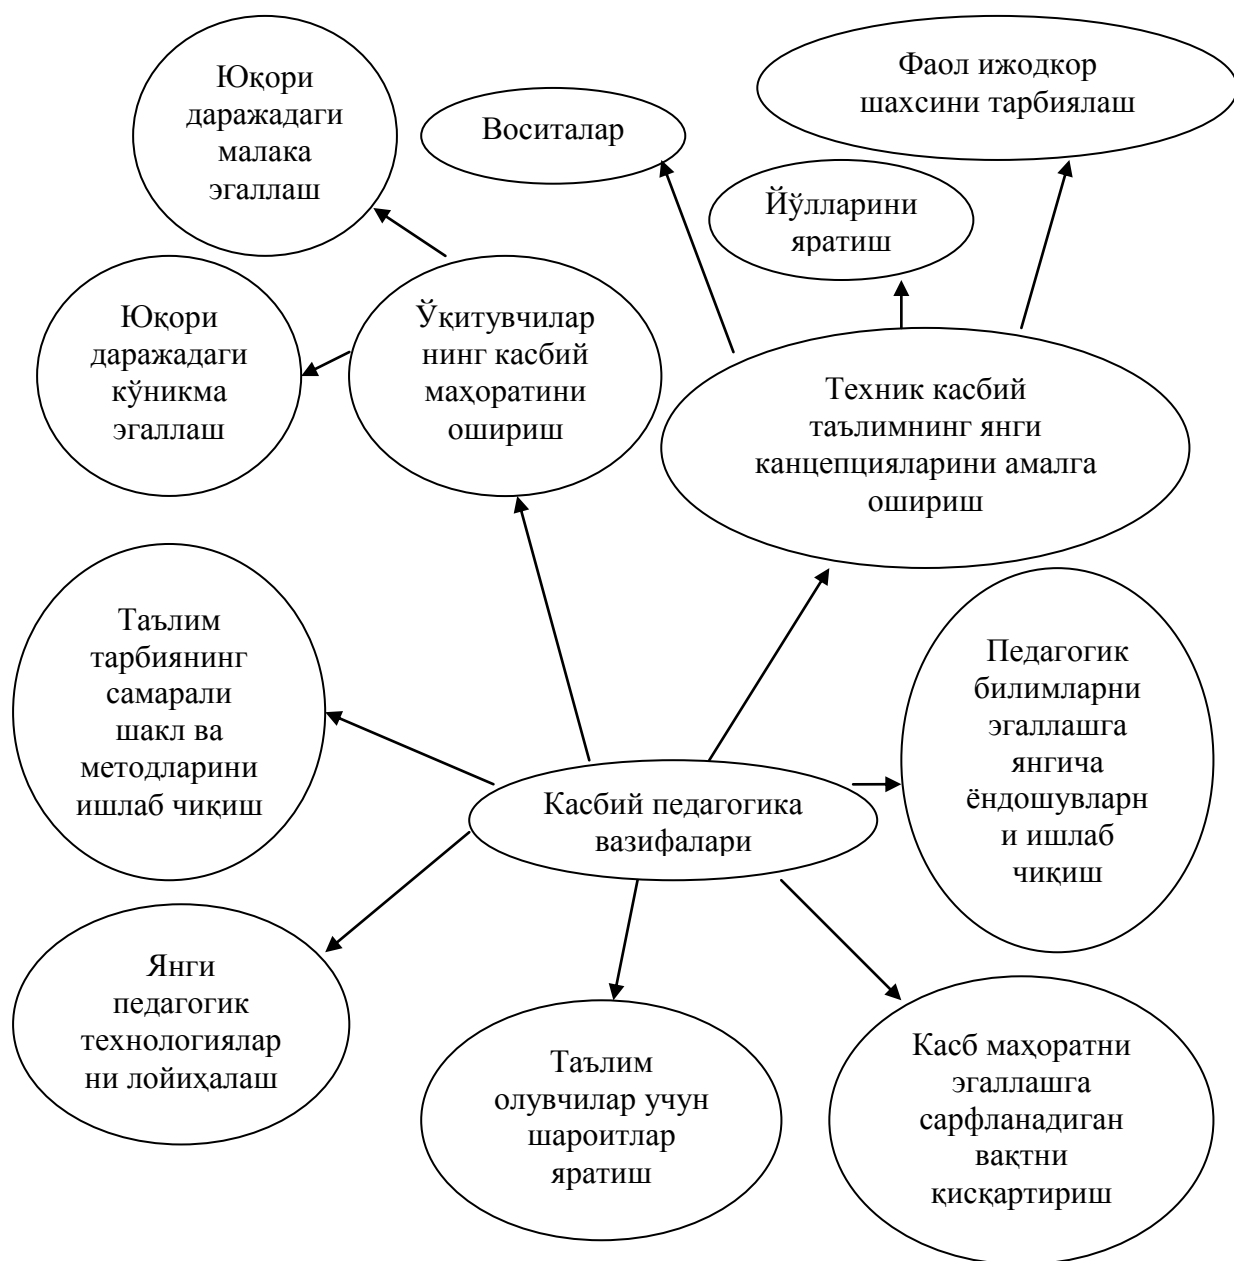 Юқори
даражадаги
малака
эгаллаш
Воситалар
Фаол ижодкор
шахсини тарбиялаш
Йўлларини
яратиш
Юқори
даражадаги
кўникма
эгаллаш
Ўқитувчилар
нинг касбий
маҳоратини
ошириш
Техник касбий
таълимнинг янги
канцепцияларини амалга
ошириш
Таълим
тарбиянинг
самарали
шакл ва
методларини
ишлаб чиқиш
Педагогик
билимларни
эгаллашга
янгича
ёндошувларн
и ишлаб
чиқиш
Касбий педагогика
вазифалари
Янги
педагогик
технологиялар
ни лойиҳалаш
Таълим
олувчилар учун
шароитлар
яратиш
Касб маҳоратни
эгаллашга
сарфланадиган
вақтни
қисқартириш